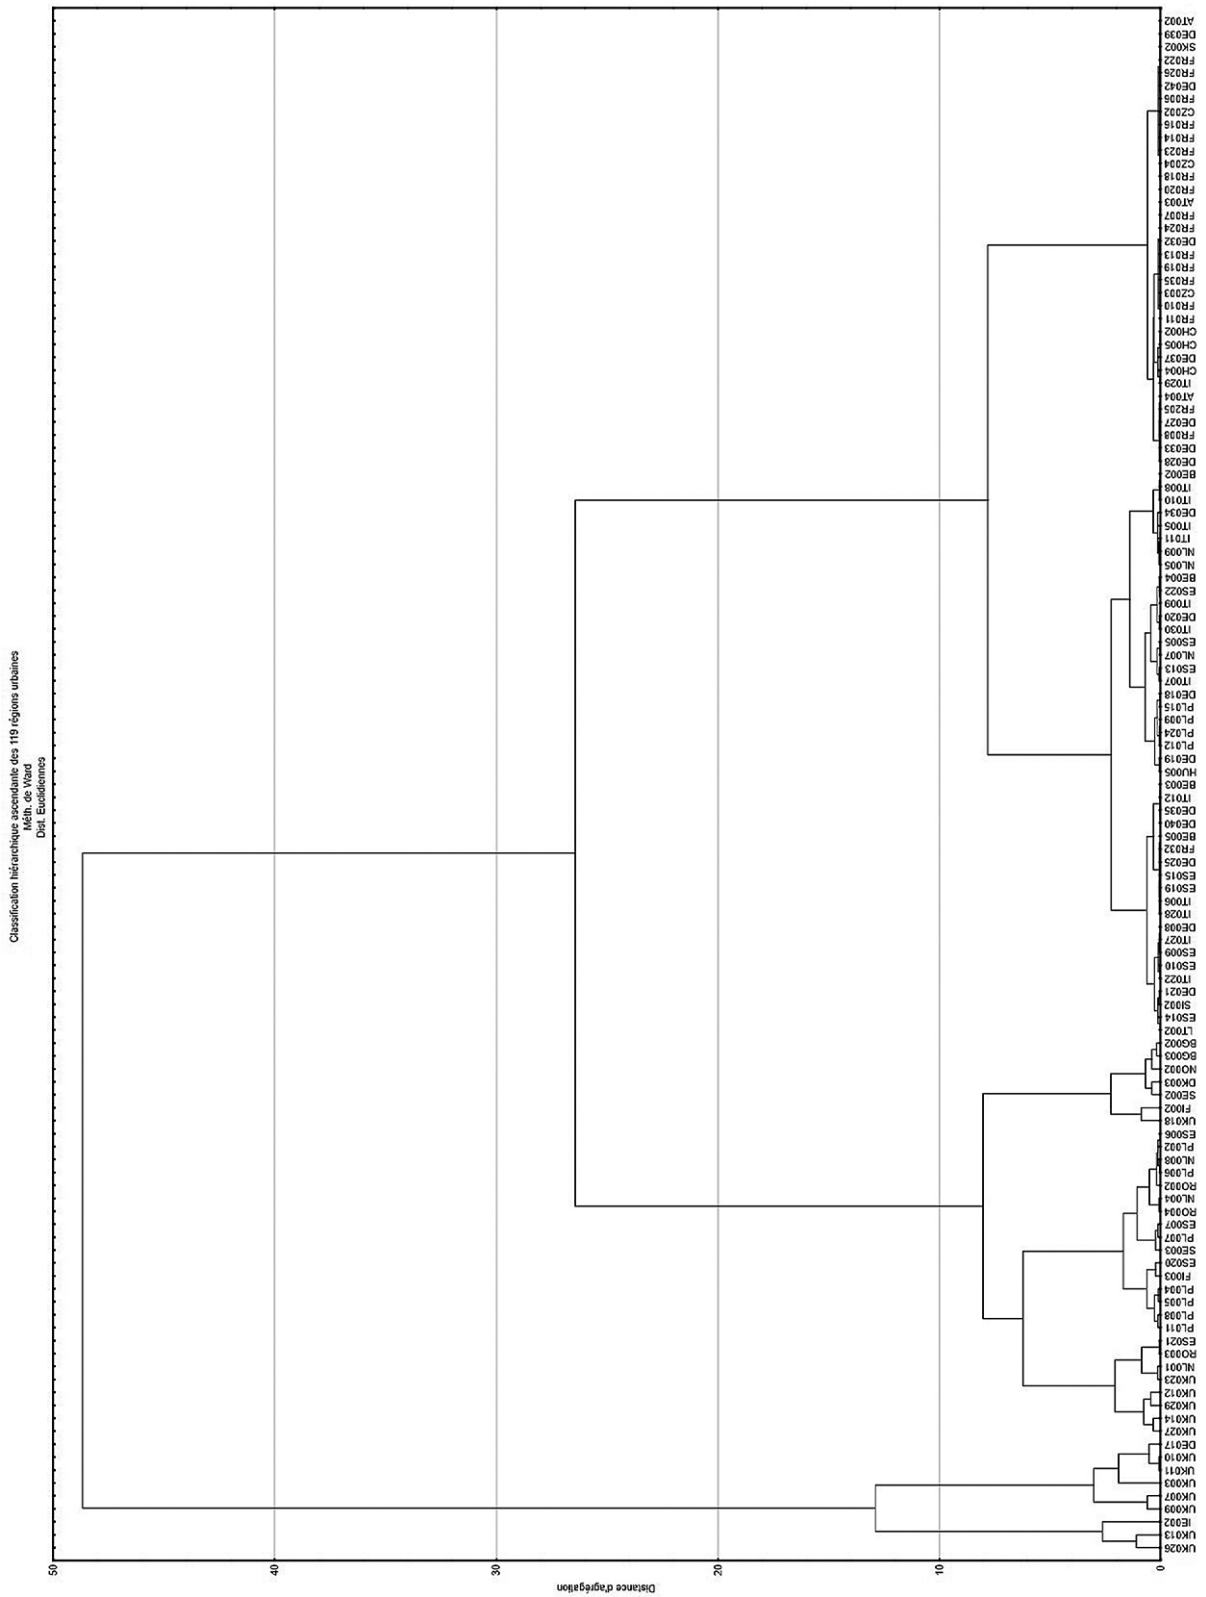 Classification hiérarchique ascendante des 119 régions urbaines
Méth. de Ward
Dist. Euclidiennes
AT002
DE039
SK002
FR022
FR026
DE042
FR006
CZ002
FR016
FR014
FR023
CZ004
FR018
FR020
AT003
FR007
FR024
DE032
FR013
FR019
FR035
CZ003
FR010
FR011
CH002
CH005
DE037
CH004
IT029
AT004
FR205
DE027
FR008
DE033
DE028
BE002
IT008
IT010
DE034
IT005
IT011
NL009
NL005
BE004
ES022
IT009
DE020
IT030
ES005
NL007
ES013
IT007
DE018
PL015
PL009
PL024
PL012
DE019
HU005
BE003
IT012
DE035
DE040
BE005
FR032
DE025
ES015
ES019
IT006
IT028
DE008
IT027
ES009
ES010
IT022
DE021
SI002
ES014
LT002
BG002
BG003
NO002
DK003
SE002
FI002
UK018
ES006
PL002
NL008
PL006
RO002
NL004
RO004
ES007
PL007
SE003
ES020
FI003
PL004
PL005
PL008
PL011
ES021
RO003
NL001
UK023
UK012
UK029
UK014
UK027
DE017
UK010
UK011
UK003
UK007
UK009
IE002
UK013
UK026
50
40
30
20
10
0
Distance d'agrégation